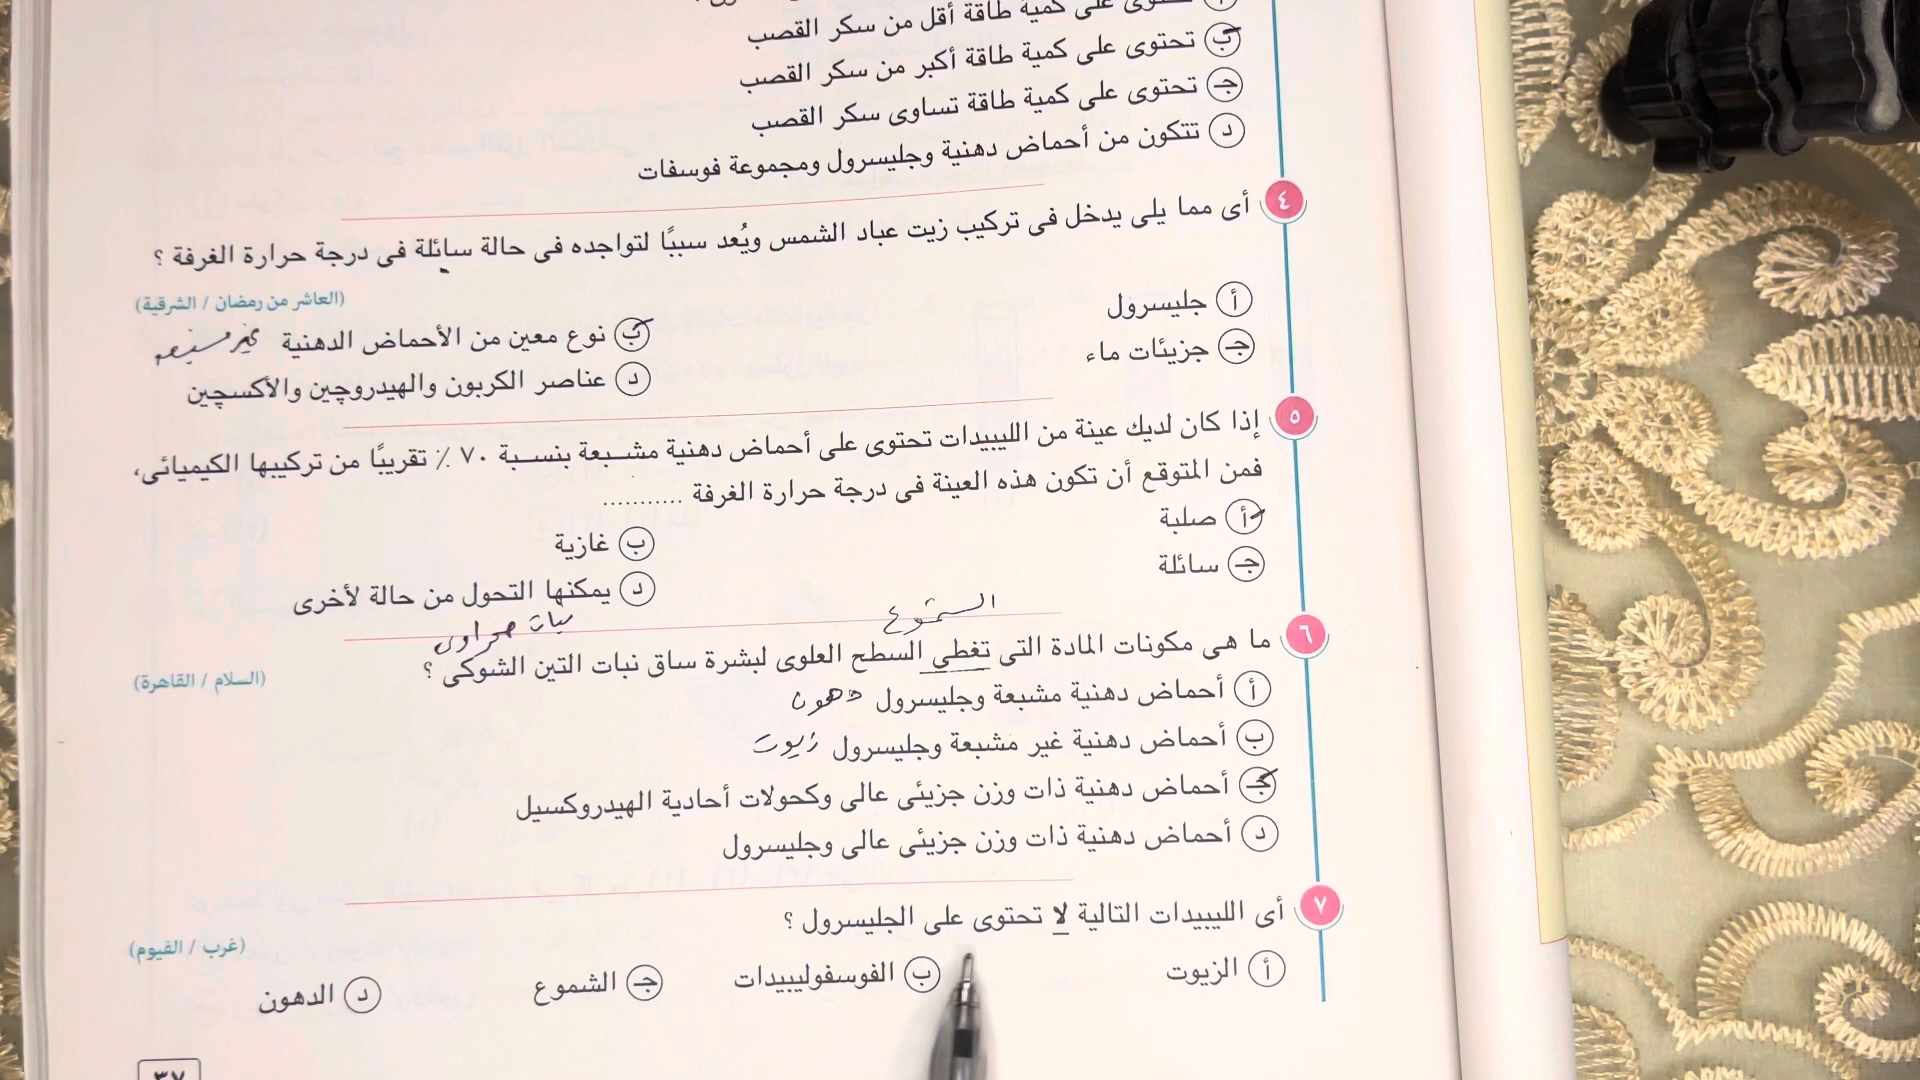 أ تحتوى على كمية طاقة أقل من سكر القصب
ب تحتوى على كمية طاقة أكبر من سكر القصب
جـ تحتوى على كمية طاقة تساوى سكر القصب
د تتكون من أحماض دهنية وجليسرول ومجموعة فوسفات
٤ أى مما يلى يدخل فى تركيب زيت عباد الشمس ويُعد سببًا لتواجده فى حالة سائلة فى درجة حرارة الغرفة ؟
(العاشر من رمضان / الشرقية)
أ جليسرول
ب نوع معين من الأحماض الدهنية غير مشبعه
جـ جزيئات ماء
د عناصر الكربون والهيدروچين والأكسچين
٥ إذا كان لديك عينة من الليبيدات تحتوى على أحماض دهنية مشبعة بنسبة ٧٠ ٪ تقريبًا من تركيبها الكيميائى،
فمن المتوقع أن تكون هذه العينة فى درجة حرارة الغرفة ...........
أ صلبة
ب غازية
جـ سائلة
د يمكنها التحول من حالة لأخرى
الشموع
نبات صحراوى
٦ ما هى مكونات المادة التى تغطى السطح العلوى لبشرة ساق نبات التين الشوكى ؟
(السلام / القاهرة)
أ أحماض دهنية مشبعة وجليسرول دهون
ب أحماض دهنية غير مشبعة وجليسرول زيوت
جـ أحماض دهنية ذات وزن جزيئى عالى وكحولات أحادية الهيدروكسيل
د أحماض دهنية ذات وزن جزيئى عالى وجليسرول
٧ أى الليبيدات التالية لا تحتوى على الجليسرول ؟
(غرب / الفيوم)
أ الزيوت
ب الفوسفوليبيدات
جـ الشموع
د الدهون
٣٧